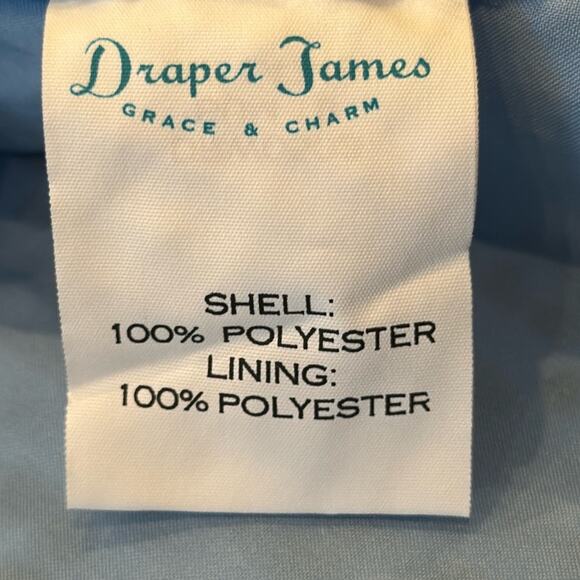 Draper James
GRACE & CHARM
SHELL:
100% POLYESTER
LINING:
100% POLYESTER